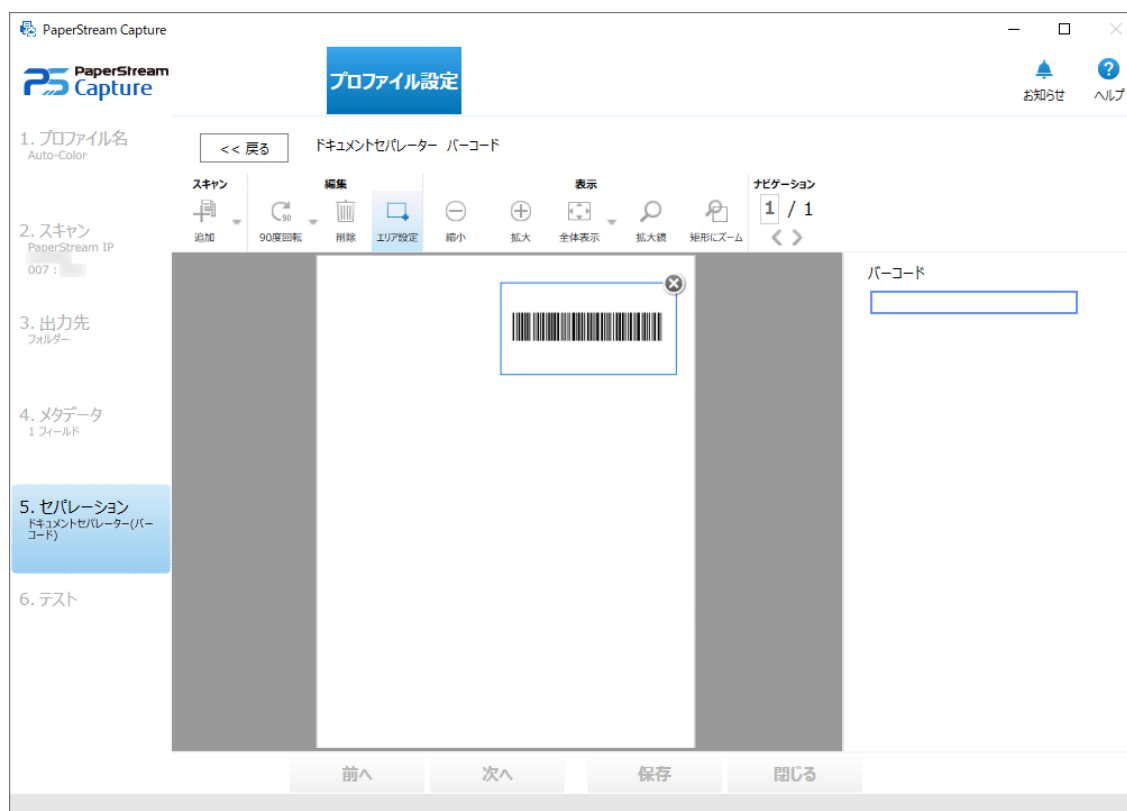 PaperStream Capture
PaperStream
Capture
プロファイル設定
お知らせ
ヘルプ
1. プロファイル名
Auto-Color
<< 戻る
ドキュメントセパレーター バーコード
スキャン
編集
表示
ナビゲーション
90
1 / 1
追加
90度回転
削除
エリア設定
縮小
拡大
全体表示
拡大鏡
矩形にズーム
2. スキャン
PaperStream IP
007 :
バーコード
3. 出力先
フォルダー
4. メタデータ
1 フィールド
5. セパレーション
ドキュメントセパレーター(バー
コード)
6. テスト
前へ
次へ
保存
閉じる